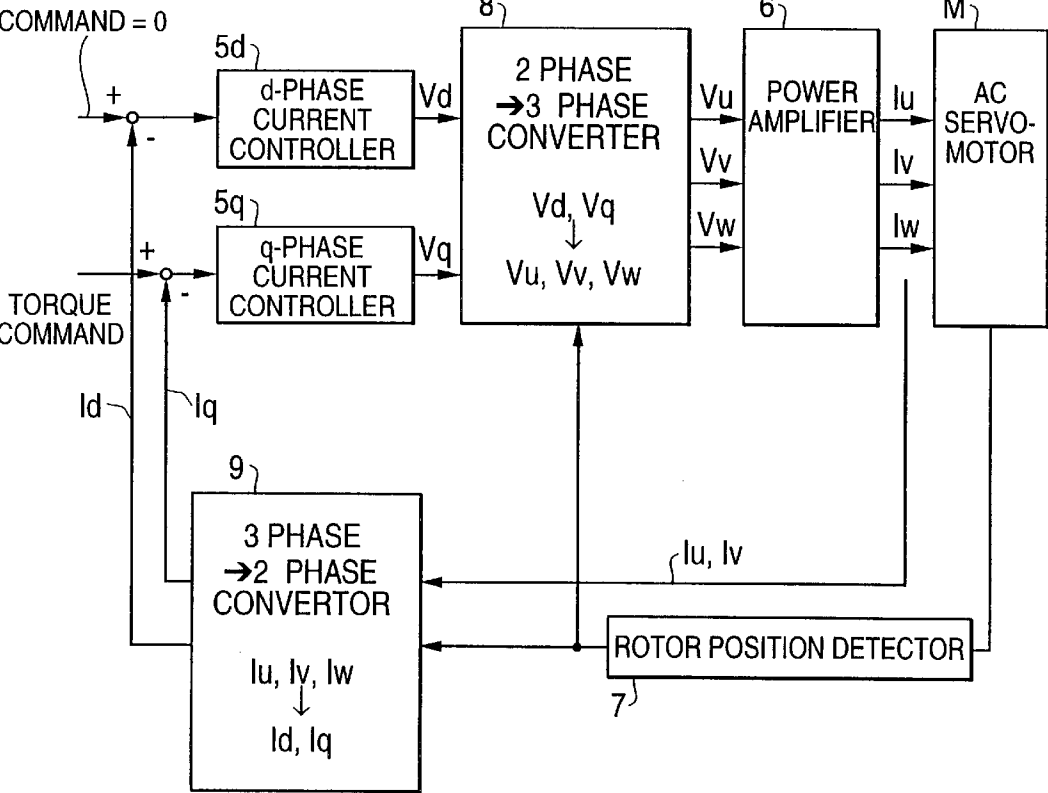 COMMAND = 0
5d
8
6
M
+
-
d-PHASE
CURRENT
CONTROLLER
Vd
2 PHASE
➔3 PHASE
CONVERTER
Vd, Vq
↓
Vu, Vv, Vw
Vu
Vv
Vw
POWER
AMPLIFIER
Iu
Iv
Iw
AC
SERVO-
MOTOR
5q
+
-
q-PHASE
CURRENT
CONTROLLER
Vq
TORQUE
COMMAND
Id
Iq
9
3 PHASE
➔2 PHASE
CONVERTOR
Iu, Iv, Iw
↓
Id, Iq
Iu, Iv
ROTOR POSITION DETECTOR
7